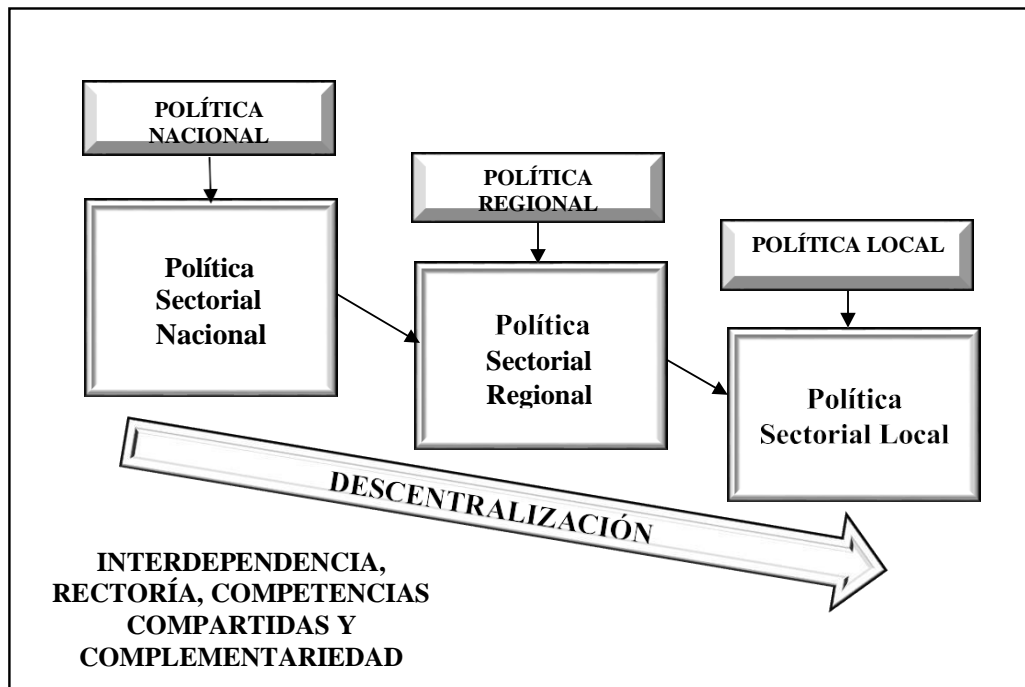 POLÍTICA
NACIONAL
POLÍTICA
REGIONAL
POLÍTICA LOCAL
Política
Sectorial
Nacional
Política
Sectorial
Regional
Política
Sectorial Local
DESCENTRALIZACIÓN
INTERDEPENDENCIA,
RECTORÍA, COMPETENCIAS
COMPARTIDAS Y
COMPLEMENTARIEDAD